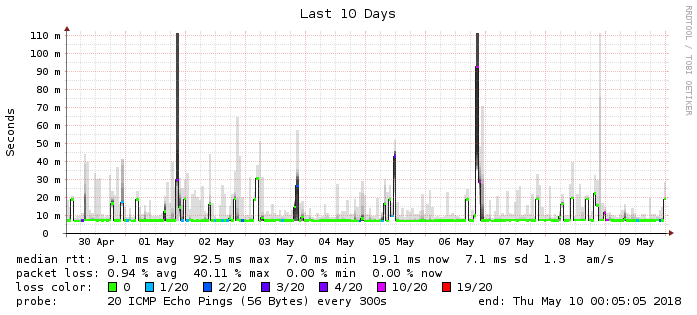 Last 10 Days
RRDTOOL / TOBI OETIKER
Seconds
110 m
100 m
90 m
80 m
70 m
60 m
50 m
40 m
30 m
20 m
10 m
0
30 Apr 01 May 02 May 03 May 04 May 05 May 06 May 07 May 08 May 09 May
median rtt: 9.1 ms avg 92.5 ms max 7.0 ms min 19.1 ms now 7.1 ms sd 1.3 am/s
packet loss: 0.94 % avg 40.11 % max 0.00 % min 0.00 % now
loss color: 0 1/20 2/20 3/20 4/20 10/20 19/20
probe: 20 ICMP Echo Pings (56 Bytes) every 300s end: Thu May 10 00:05:05 2018